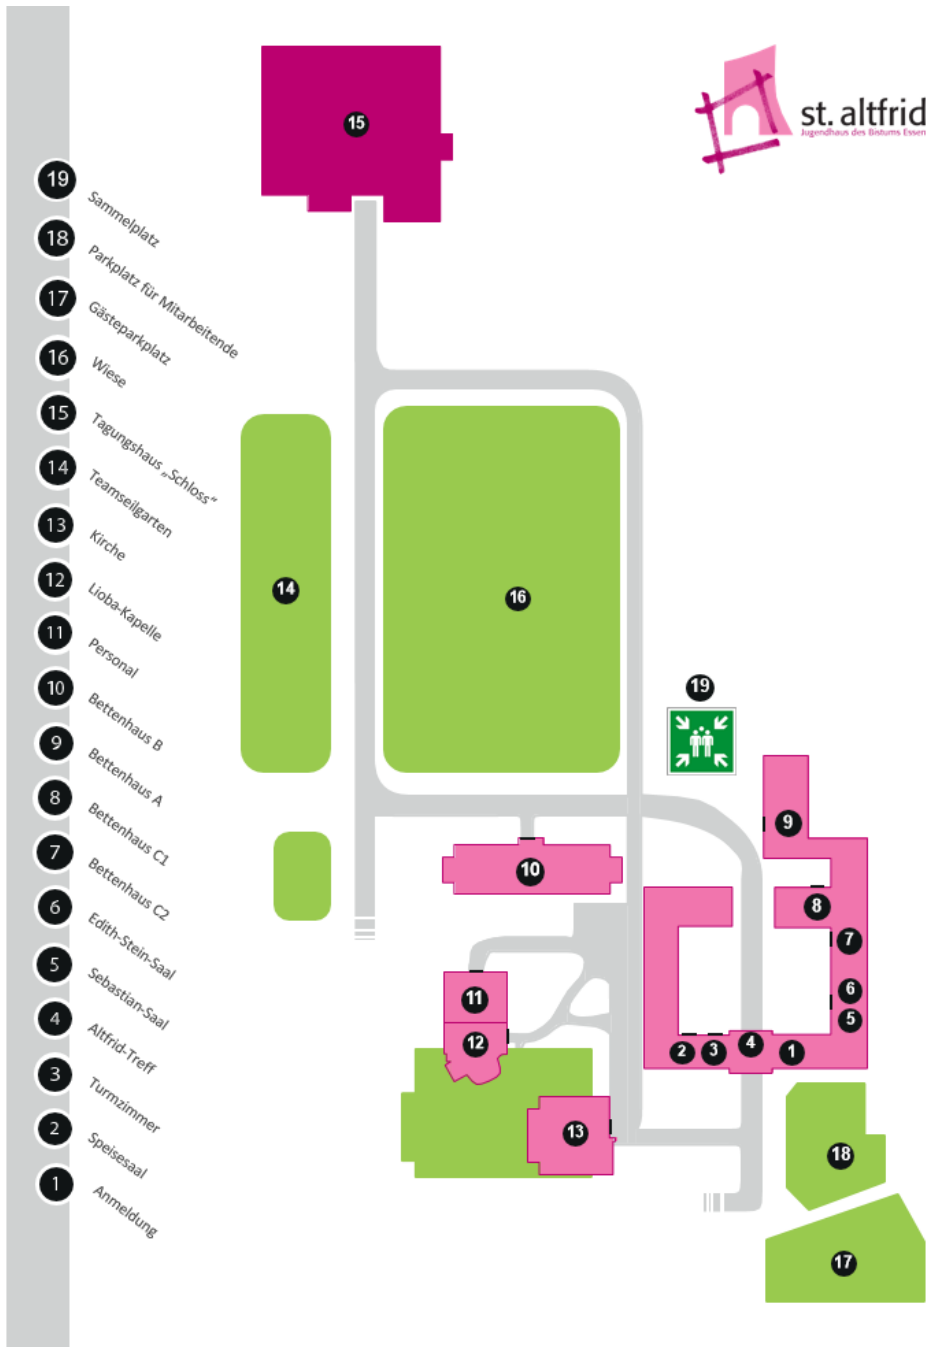 st. altfrid
Jugendhaus des Bistums Essen
19
Sammelplatz
18
Parkplatz für Mitarbeitende
17
Gästeparkplatz
16
Wiese
15
Tagungshaus „Schloss“
14
Teamseilgarten
13
Kirche
12
Lioba-Kapelle
11
Personal
10
Bettenhaus B
9
Bettenhaus A
8
Bettenhaus C1
7
Bettenhaus C2
6
Edith-Stein-Saal
5
Sebastian-Saal
4
Altfrid-Treff
3
Turmzimmer
2
Speisesaal
1
Anmeldung
15
14
16
19
9
10
8
7
6
5
11
12
2
3
4
1
13
18
17